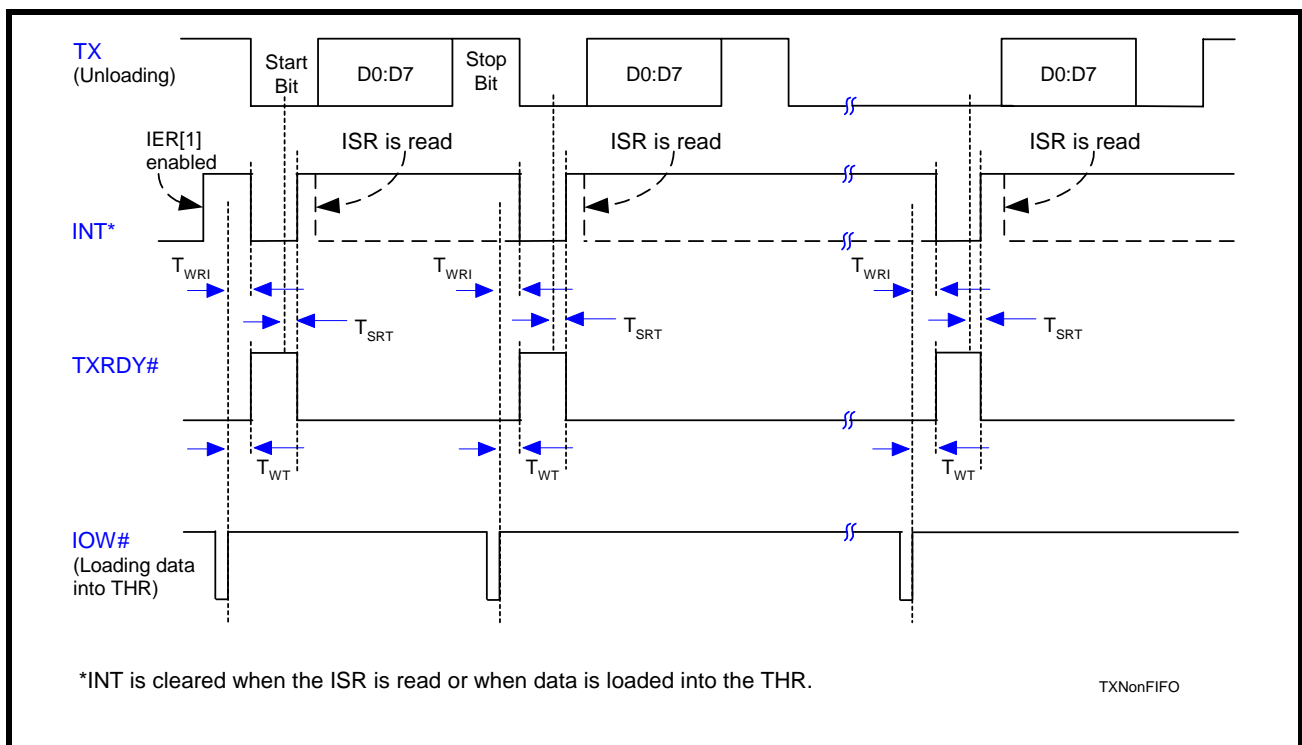 TX
(Unloading)
Start
Bit
D0:D7
Stop
Bit
D0:D7
D0:D7
IER[1]
enabled
ISR is read
ISR is read
ISR is read
INT*
TWRI
TWRI
TWRI
TSRT
TSRT
TSRT
TXRDY#
TWT
TWT
TWT
IOW#
(Loading data
into THR)
*INT is cleared when the ISR is read or when data is loaded into the THR.
TXNonFIFO